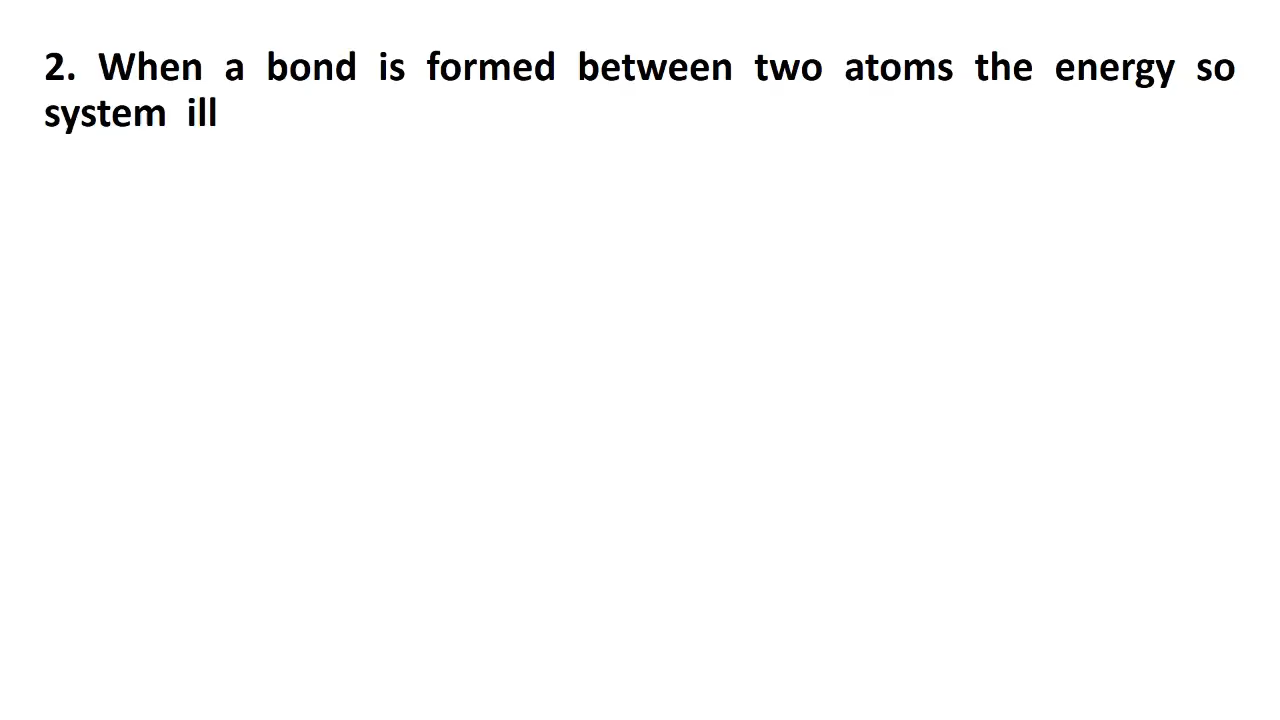 2. When a bond is formed between two atoms the energy so
system ill